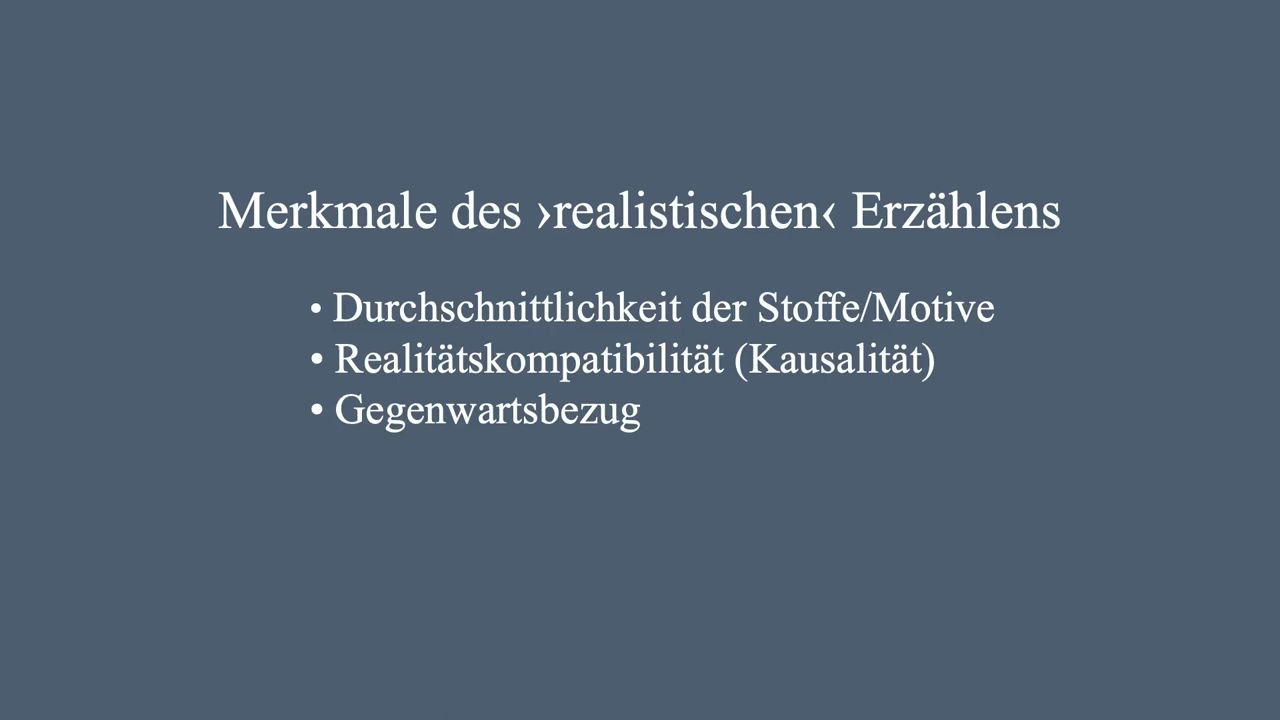 Merkmale des ›realistischen‹ Erzählens
• Durchschnittlichkeit der Stoffe/Motive
• Realitätskompatibilität (Kausalität)
• Gegenwartsbezug